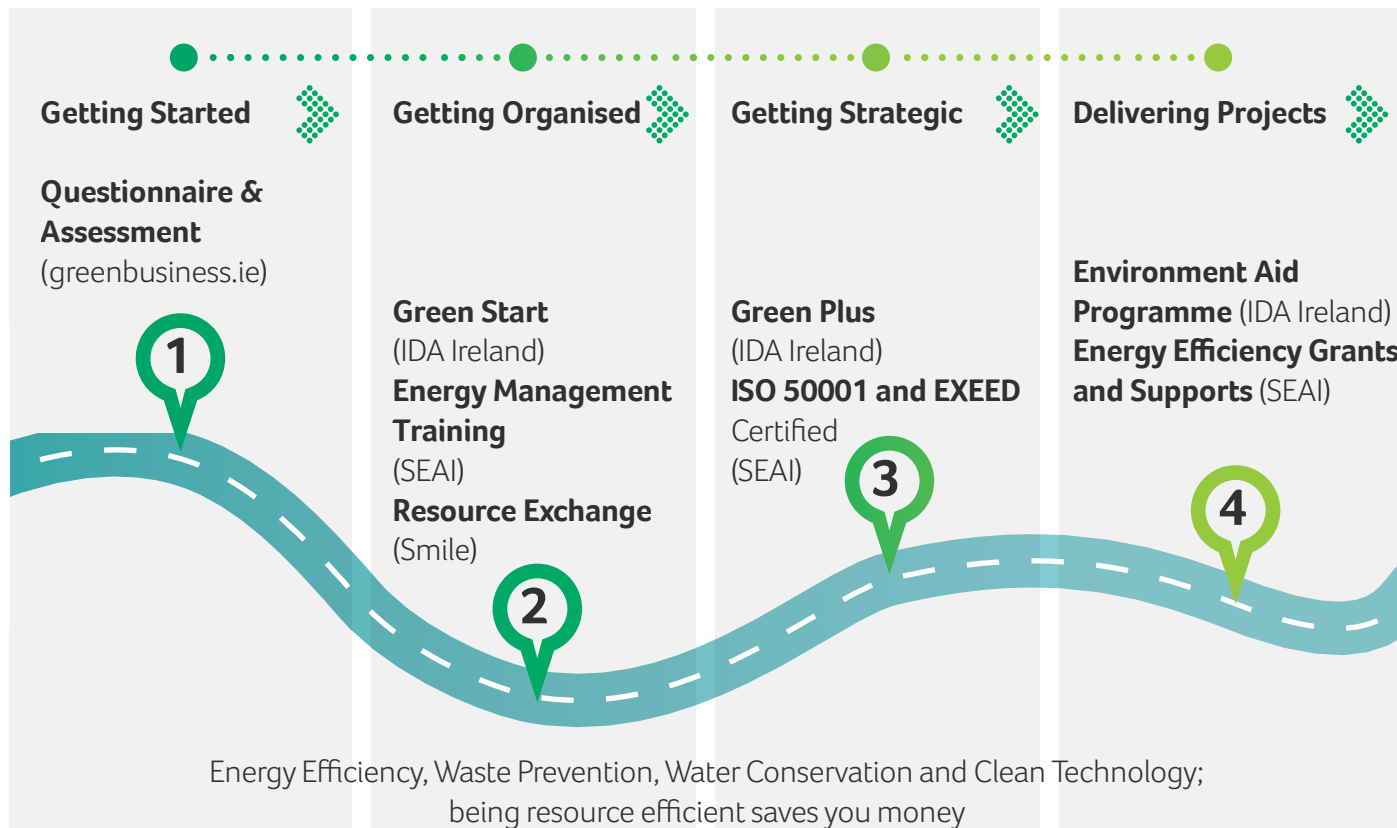 Getting Started
Questionnaire &
Assessment
(greenbusiness.ie)
1
Getting Organised
Green Start
(IDA Ireland)
Energy Management
Training
(SEAI)
Resource Exchange
(Smile)
2
Getting Strategic
Green Plus
(IDA Ireland)
ISO 50001 and EXEED
Certified
(SEAI)
3
Delivering Projects
Environment Aid
Programme (IDA Ireland)
Energy Efficiency Grants
and Supports (SEAI)
4
Energy Efficiency, Waste Prevention, Water Conservation and Clean Technology;
being resource efficient saves you money